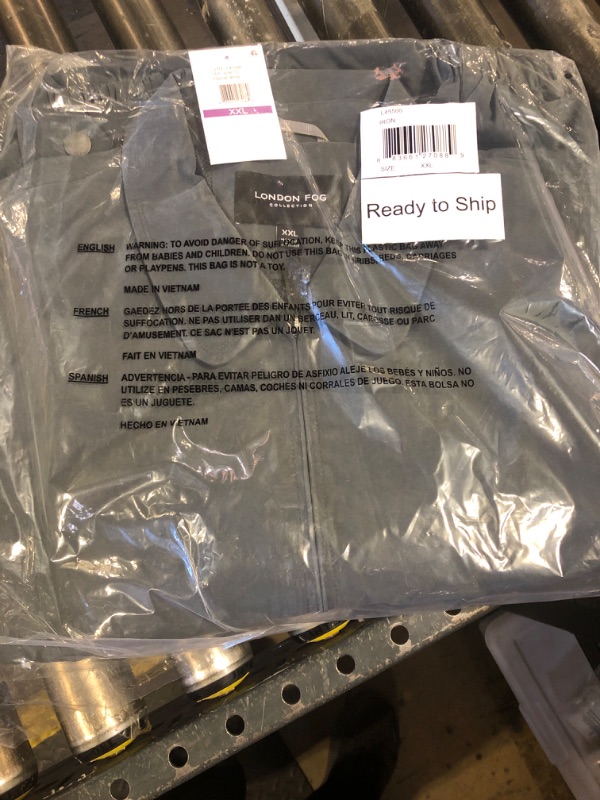 XXL
IRON
SIZE XXL
Ready to Ship
LONDON FOG
COLLECTION
XXL
ENGLISH WARNING: TO AVOID DANGER OF SUFFOCATION, KEEP THIS PLASTIC BAG AWAY
FROM BABIES AND CHILDREN. DO NOT USE THIS BAG IN CRIBS, BEDS, CARRIAGES
OR PLAYPENS. THIS BAG IS NOT A TOY.
MADE IN VIETNAM
FRENCH GAEDEZ HORS DE LA PORTEE DES ENFANTS POUR EVITER TOUT RISQUE DE
SUFFOCATION. NE PAS UTILISER DAN UN BERCEAU, LIT, CARESSE OU PARC
D'AMUSEMENT. CE SAC N'EST PAS UN JOUET.
FAIT EN VIETNAM
SPANISH ADVERTENCIA - PARA EVITAR PELIGRO DE ASFIXIO ALEJE LOS BEBÉS Y NIÑOS. NO
UTILIZE EN PESEBRES, CAMAS, COCHES NI CORRALES DE JUEGO. ESTA BOLSA NO
ES UN JUGUETE.
HECHO EN VIETNAM